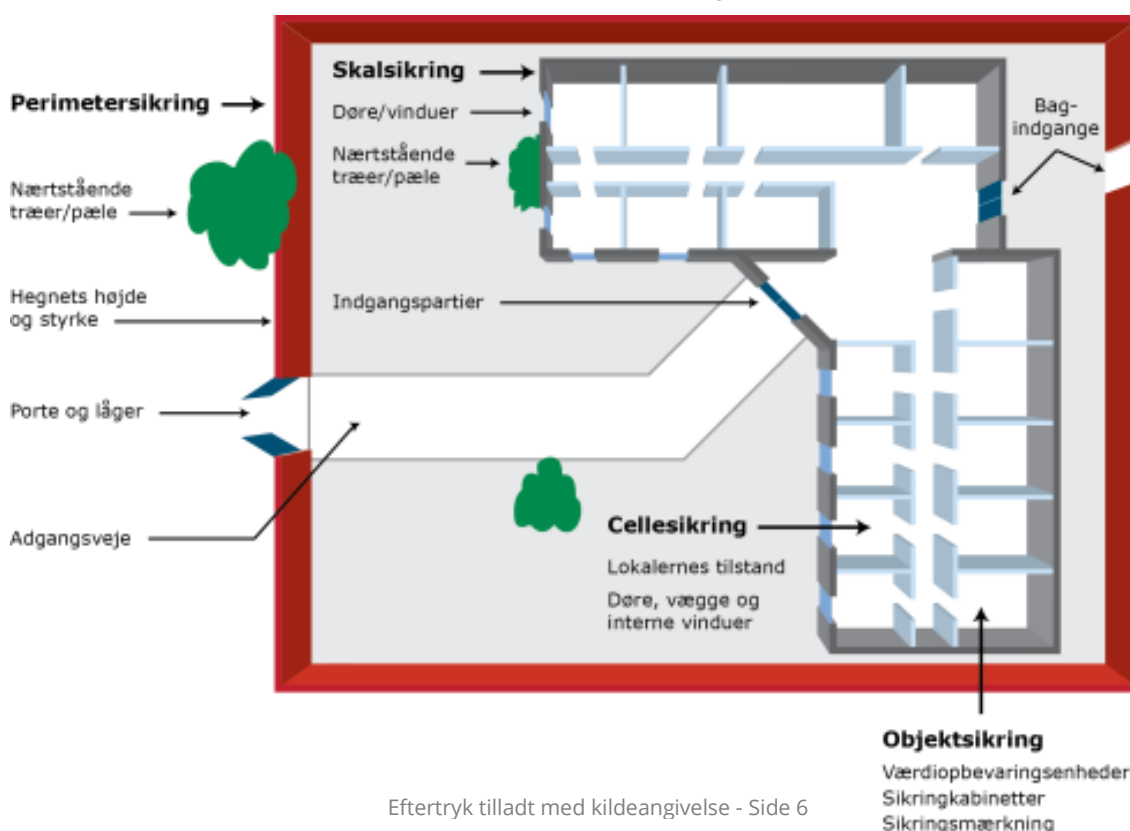 Perimetersikring
Nærtstående
træer/pæle
Hegnets højde
og styrke
Porte og låger
Adgangsveje
Skalsikring
Døre/vinduer
Nærtstående
træer/pæle
Indgangspartier
Bag-
indgange
Cellesikring
Lokalernes tilstand
Døre, vægge og
interne vinduer
Objektsikring
Værdiopbevaringsenheder
Sikringkabinetter
Sikringsmærkning
Eftertryk tilladt med kildeangivelse - Side 6